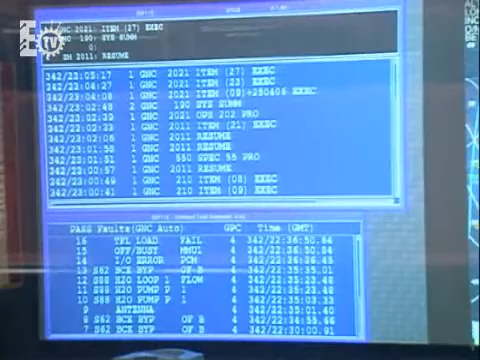 TV
GNC 2021: ITEM (27) EXEC
GNC 190: SYS SUMM
0:
SM 2011: RESUME
342/23:05:17 1 GNC 2021 ITEM (27) EXEC
342/23:04:27 1 GNC 2021 ITEM (23) EXEC
342/23:04:08 1 GNC 2021 ITEM (09)+250406 EXEC
342/23:02:48 2 GNC 190 SYS SUMM
342/23:02:39 1 GNC 2021 OPS 202 PRO
342/23:02:33 1 GNC 2011 ITEM (21) EXEC
342/23:02:06 1 GNC 2011 RESUME
342/23:01:58 1 GNC 2011 RESUME
342/23:01:51 1 GNC 550 SPEC 55 PRO
342/23:00:57 1 GNC 2011 RESUME
342/23:00:49 1 GNC 210 ITEM (08) EXEC
342/23:00:41 1 GNC 210 ITEM (09) EXEC
PASS Faults(GNC Auto) GPC Time (GMT)
16 TFL LOAD FAIL 4 342/22:36:50.84
15 OFF/BUSY MMU1 4 342/22:36:50.84
14 I/O ERROR PCM 4 342/22:36:36.45
13 S62 BCE BYP OF B 4 342/22:35:35.01
12 S88 H2O LOOP 1 FLOW 4 342/22:35:23.48
11 S88 H2O PUMP P 1 4 342/22:35:21.48
10 S88 H2O PUMP P 1 4 342/22:35:03.33
9 ANTENNA 4 342/22:35:01.40
8 S62 BCE BYP OF B 4 342/22:34:55.66
7 S62 BCE BYP OF B 4 342/22:30:00.91